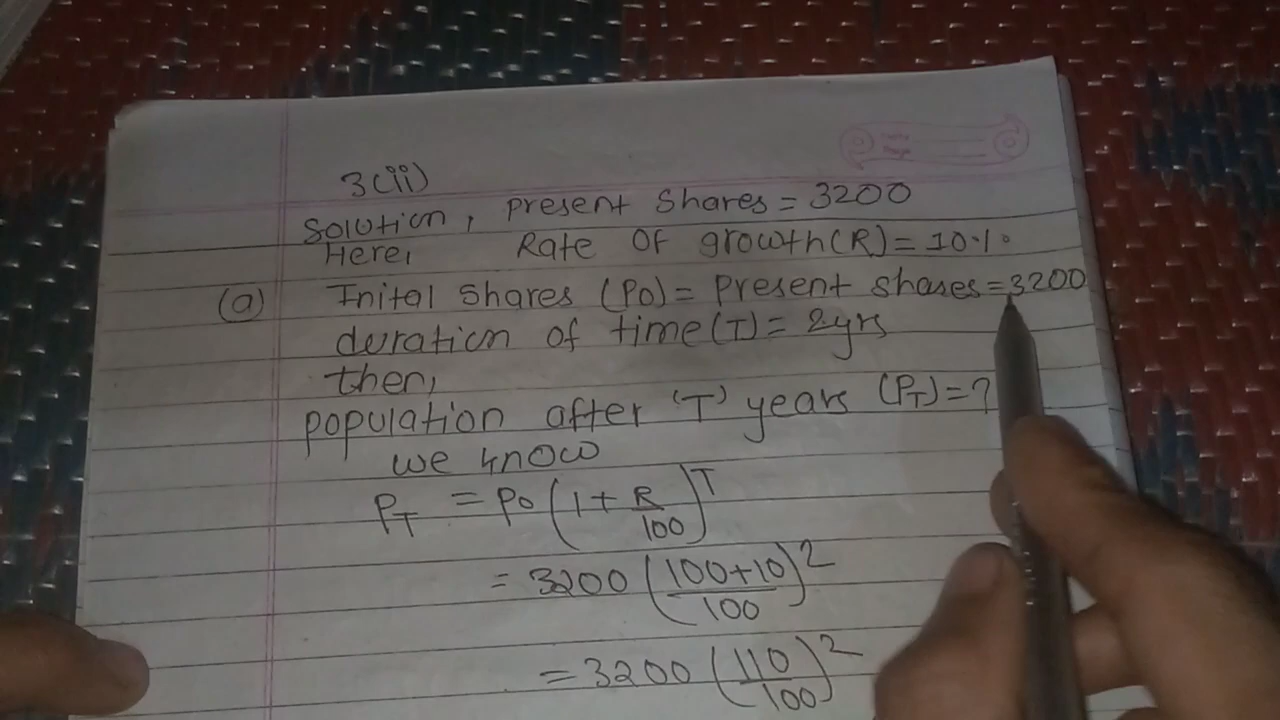 3(ii)
Solution, present shares = 3200
Here, Rate of growth(R) = 10%
(a) Inital shares (Po) = present shares = 3200
duration of time (T) = 2yrs
then,
population after 'T' years (PT) = ?
we know
PT = Po (1 + R/100)^T
= 3200 (100+10/100)^2
= 3200 (110/100)^2